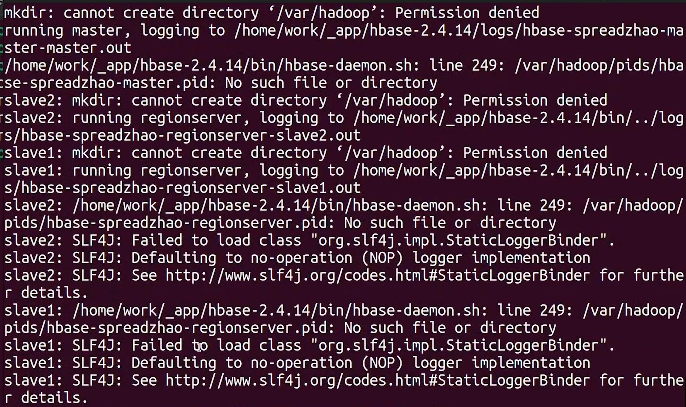 mkdir: cannot create directory ‘/var/hadoop’: Permission denied
running master, logging to /home/work/_app/hbase-2.4.14/logs/hbase-spreadzhao-ma
ster-master.out
/home/work/_app/hbase-2.4.14/bin/hbase-daemon.sh: line 249: /var/hadoop/pids/hba
se-spreadzhao-master.pid: No such file or directory
slave2: mkdir: cannot create directory ‘/var/hadoop’: Permission denied
slave2: running regionserver, logging to /home/work/_app/hbase-2.4.14/bin/../log
s/hbase-spreadzhao-regionserver-slave2.out
slave1: mkdir: cannot create directory ‘/var/hadoop’: Permission denied
slave1: running regionserver, logging to /home/work/_app/hbase-2.4.14/bin/../log
s/hbase-spreadzhao-regionserver-slave1.out
slave2: /home/work/_app/hbase-2.4.14/bin/hbase-daemon.sh: line 249: /var/hadoop/
pids/hbase-spreadzhao-regionserver.pid: No such file or directory
slave2: SLF4J: Failed to load class "org.slf4j.impl.StaticLoggerBinder".
slave2: SLF4J: Defaulting to no-operation (NOP) logger implementation
slave2: SLF4J: See http://www.slf4j.org/codes.html#StaticLoggerBinder for furthe
r details.
slave1: /home/work/_app/hbase-2.4.14/bin/hbase-daemon.sh: line 249: /var/hadoop/
pids/hbase-spreadzhao-regionserver.pid: No such file or directory
slave1: SLF4J: Failed to load class "org.slf4j.impl.StaticLoggerBinder".
slave1: SLF4J: Defaulting to no-operation (NOP) logger implementation
slave1: SLF4J: See http://www.slf4j.org/codes.html#StaticLoggerBinder for furthe
r details.